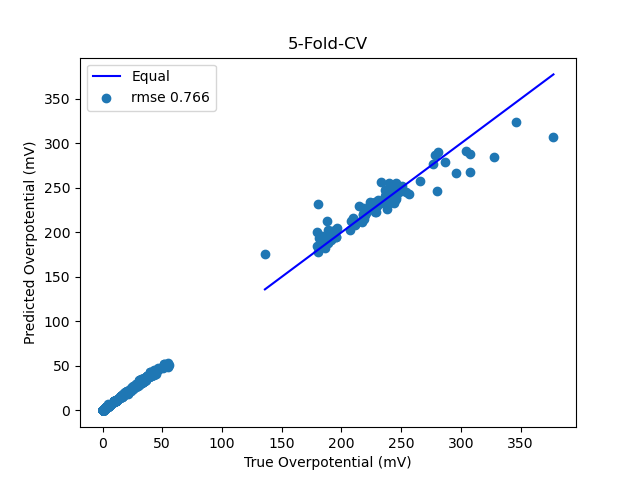 5-Fold-CV
Equal
rmse 0.766
Predicted Overpotential (mV)
350
300
250
200
150
100
50
0
0 50 100 150 200 250 300 350
True Overpotential (mV)